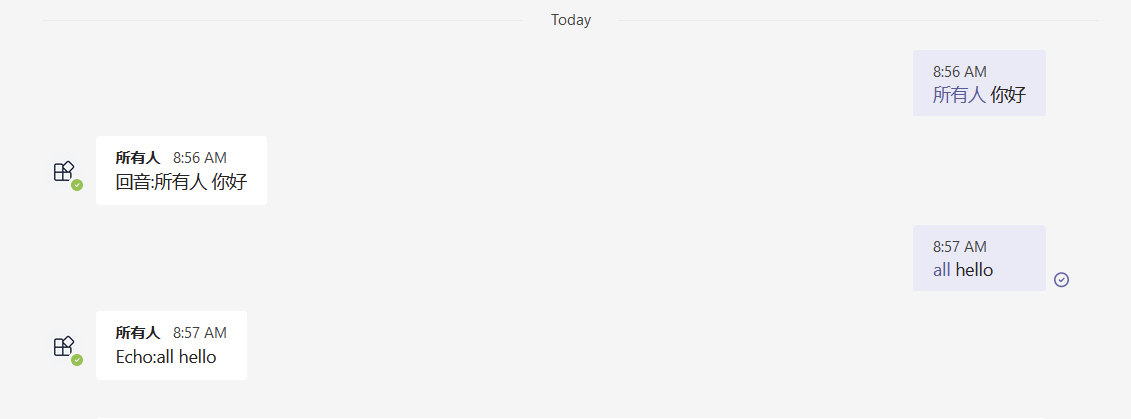 Today
8:56 AM
所有人 你好
所有人 8:56 AM
回音:所有人 你好
8:57 AM
all hello
所有人 8:57 AM
Echo:all hello